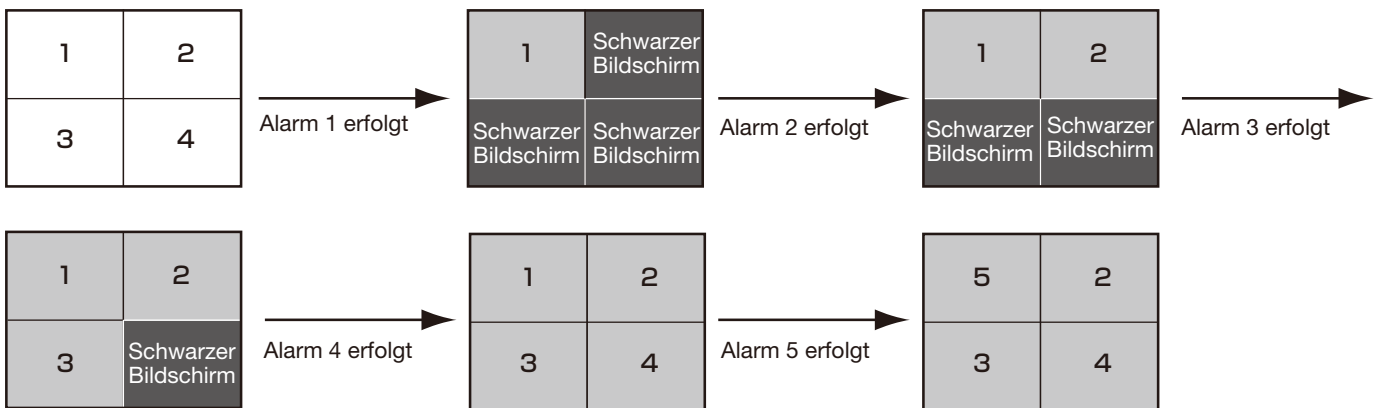 1 2
3 4
Alarm 1 erfolgt
1 Schwarzer
Bildschirm
Schwarzer
Bildschirm
Schwarzer
Bildschirm
Alarm 2 erfolgt
1 2
Schwarzer
Bildschirm
Schwarzer
Bildschirm
Alarm 3 erfolgt
1 2
3 Schwarzer
Bildschirm
Alarm 4 erfolgt
1 2
3 4
Alarm 5 erfolgt
5 2
3 4